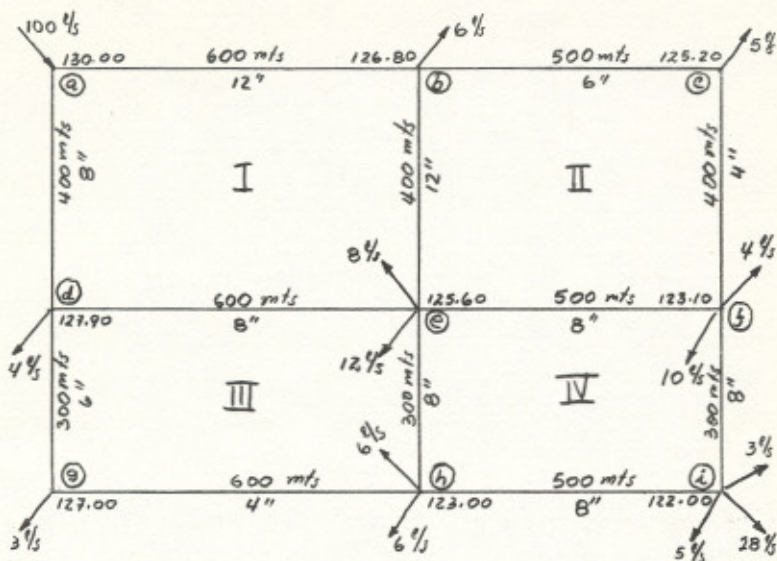 100 ℓ/s
6 ℓ/s
5 ℓ/s
130.00
600 mts
126.80
500 mts
125.20
ⓐ
12"
ⓑ
6"
ⓒ
400 mts
8"
I
400 mts
12"
II
400 mts
4"
8 ℓ/s
4 ℓ/s
ⓓ
600 mts
125.60
500 mts
123.10
127.90
8"
ⓔ
8"
ⓕ
4 ℓ/s
12 ℓ/s
10 ℓ/s
300 mts
6"
III
300 mts
8"
IV
300 mts
8"
6 ℓ/s
3 ℓ/s
ⓖ
600 mts
ⓗ
500 mts
ⓘ
127.00
4"
123.00
8"
122.00
3 ℓ/s
6 ℓ/s
5 ℓ/s
28 ℓ/s